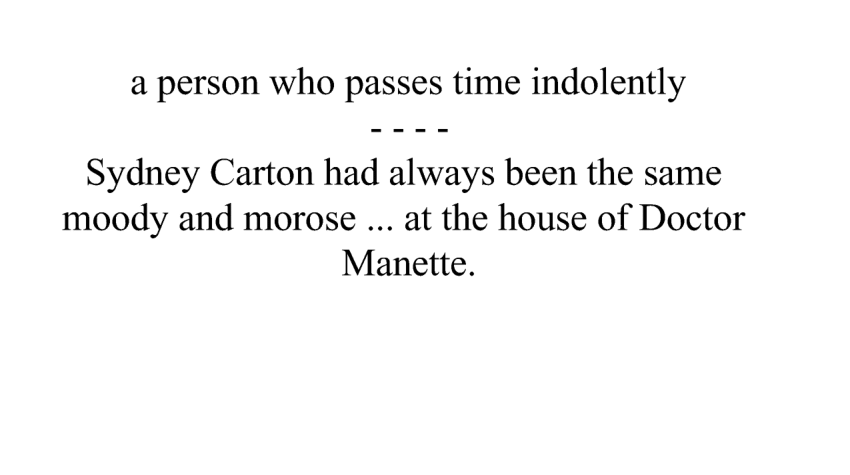 a person who passes time indolently
- - - -
Sydney Carton had always been the same
moody and morose ... at the house of Doctor
Manette.